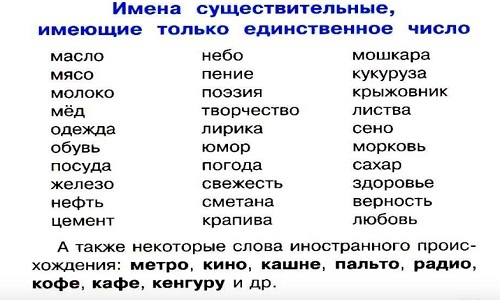 Имена существительные,
имеющие только единственное число
масло небо мошкара
мясо пение кукуруза
молоко поэзия крыжовник
мёд творчество листва
одежда лирика сено
обувь юмор морковь
посуда погода сахар
железо свежесть здоровье
нефть сметана верность
цемент крапива любовь
А также некоторые слова иностранного проис-
хождения: метро, кино, кашне, пальто, радио,
кофе, кафе, кенгуру и др.